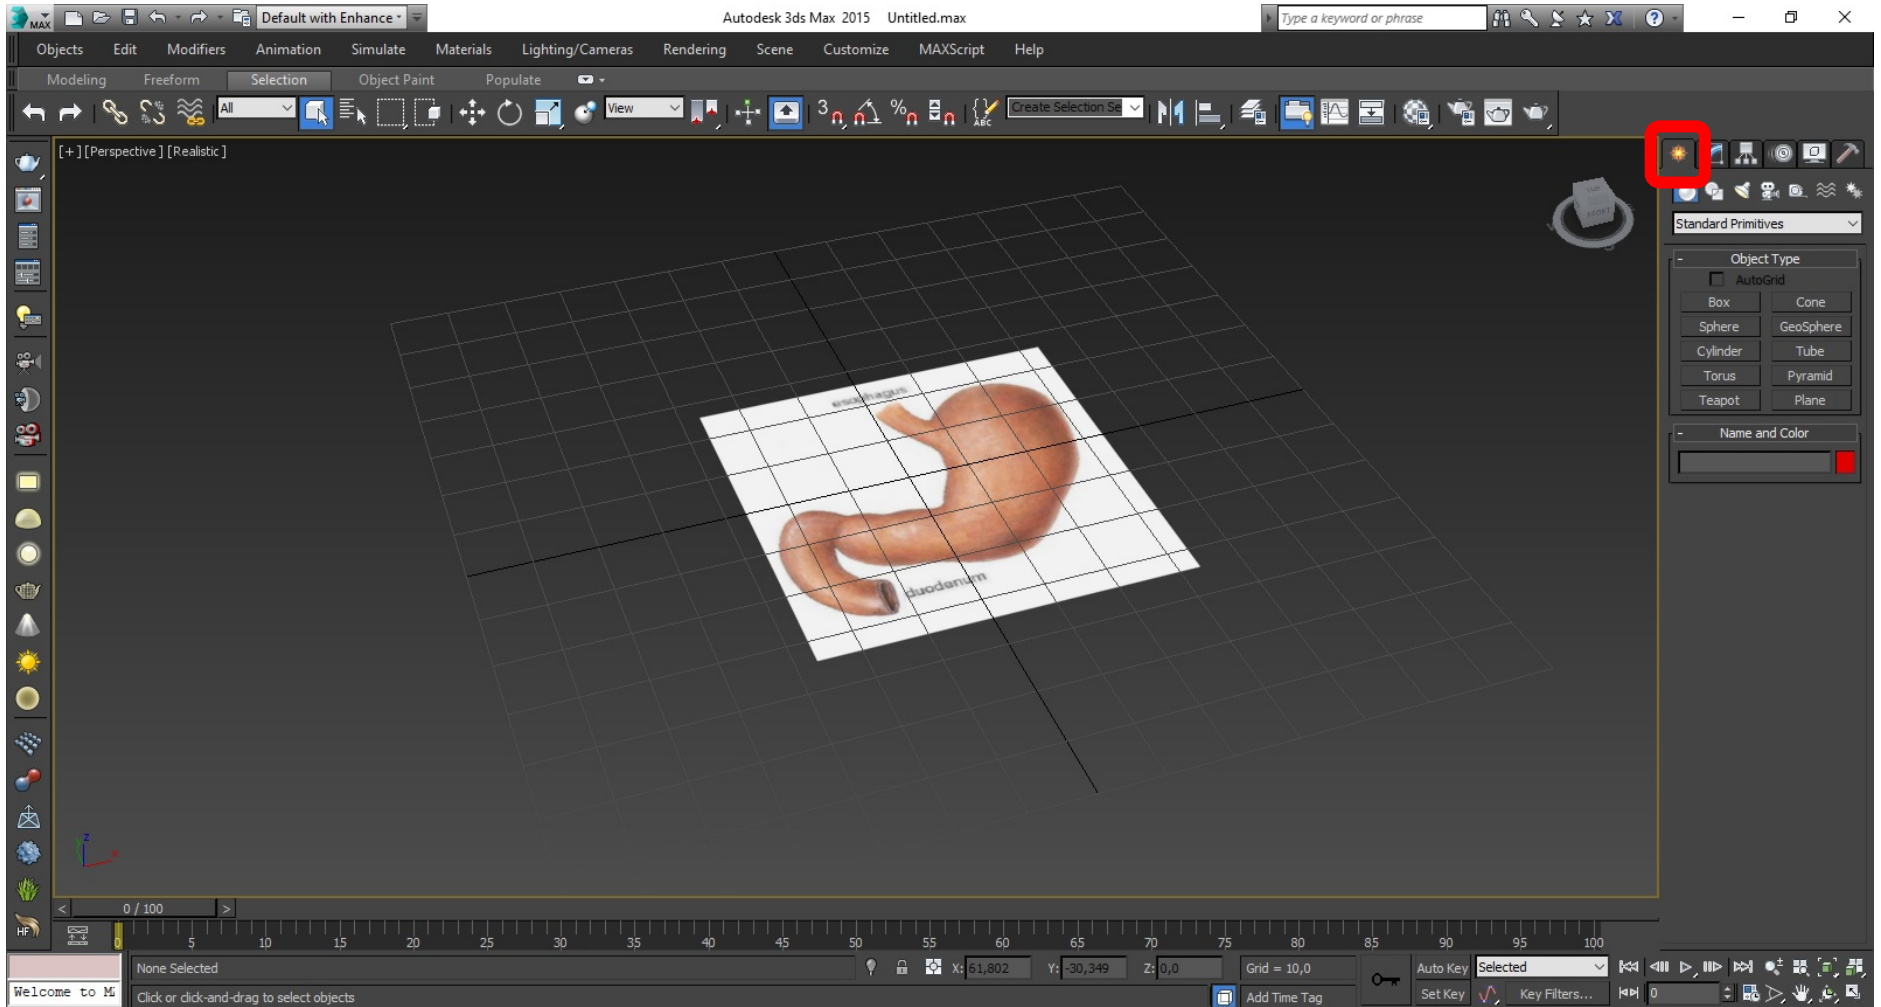 MAX Default with Enhance Autodesk 3ds Max 2015 Untitled.max Type a keyword or phrase ?
Objects Edit Modifiers Animation Simulate Materials Lighting/Cameras Rendering Scene Customize MAXScript Help
Modeling Freeform Selection Object Paint Populate
All View 3 % ABC Create Selection Se
[+][Perspective][Realistic]
Standard Primitives
- Object Type
AutoGrid
Box Cone
Sphere GeoSphere
Cylinder Tube
Torus Pyramid
Teapot Plane
- Name and Color
esophagus
duodenum
z
x
< 0 / 100 >
HF
0 5 10 15 20 25 30 35 40 45 50 55 60 65 70 75 80 85 90 95 100
None Selected X: 61,802 Y: -30,349 Z: 0,0 Grid = 10,0 Auto Key Selected
Welcome to M Click or click-and-drag to select objects Add Time Tag Set Key Key Filters... 0